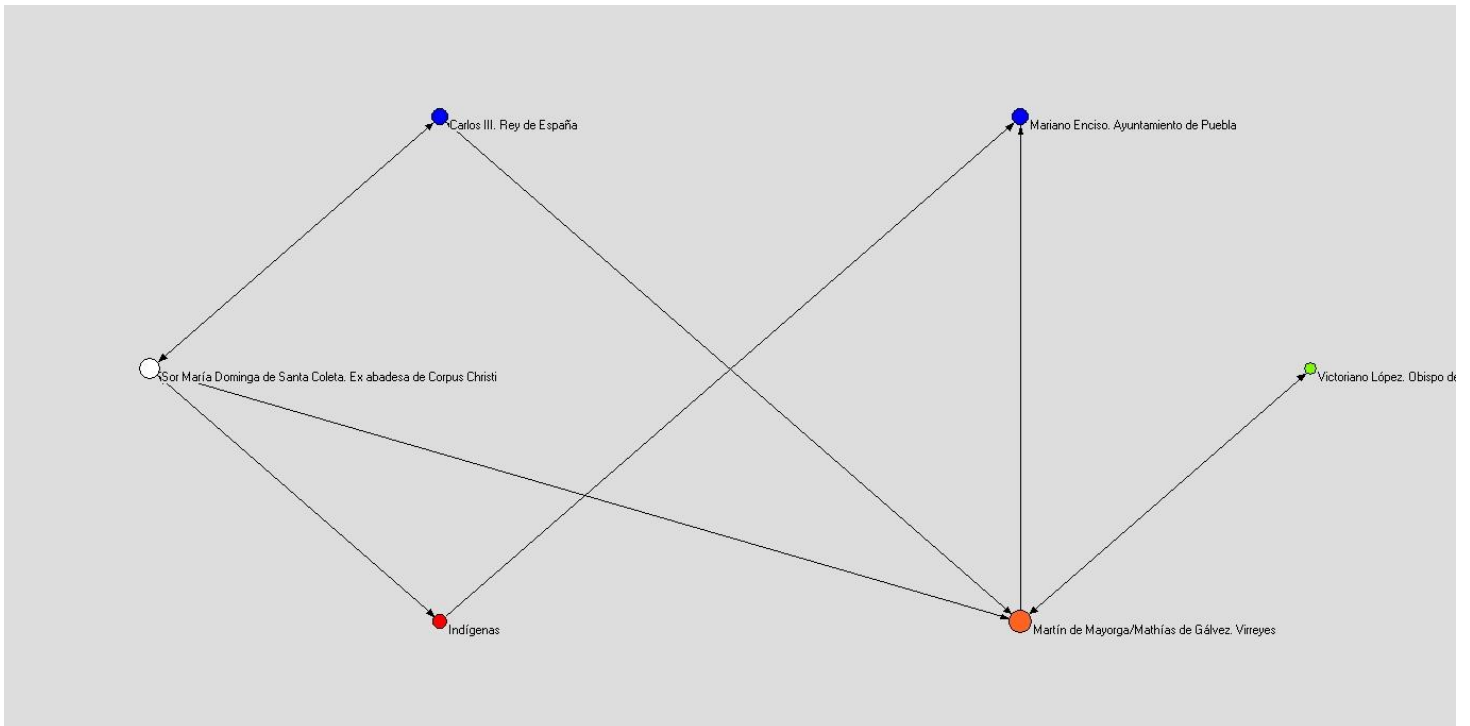 Carlos III. Rey de España
Mariano Enciso. Ayuntamiento de Puebla
Sor María Dominga de Santa Coleta. Ex abadesa de Corpus Christi
Victoriano López. Obispo de
Indígenas
Martín de Mayorga/Mathías de Gálvez. Virreyes